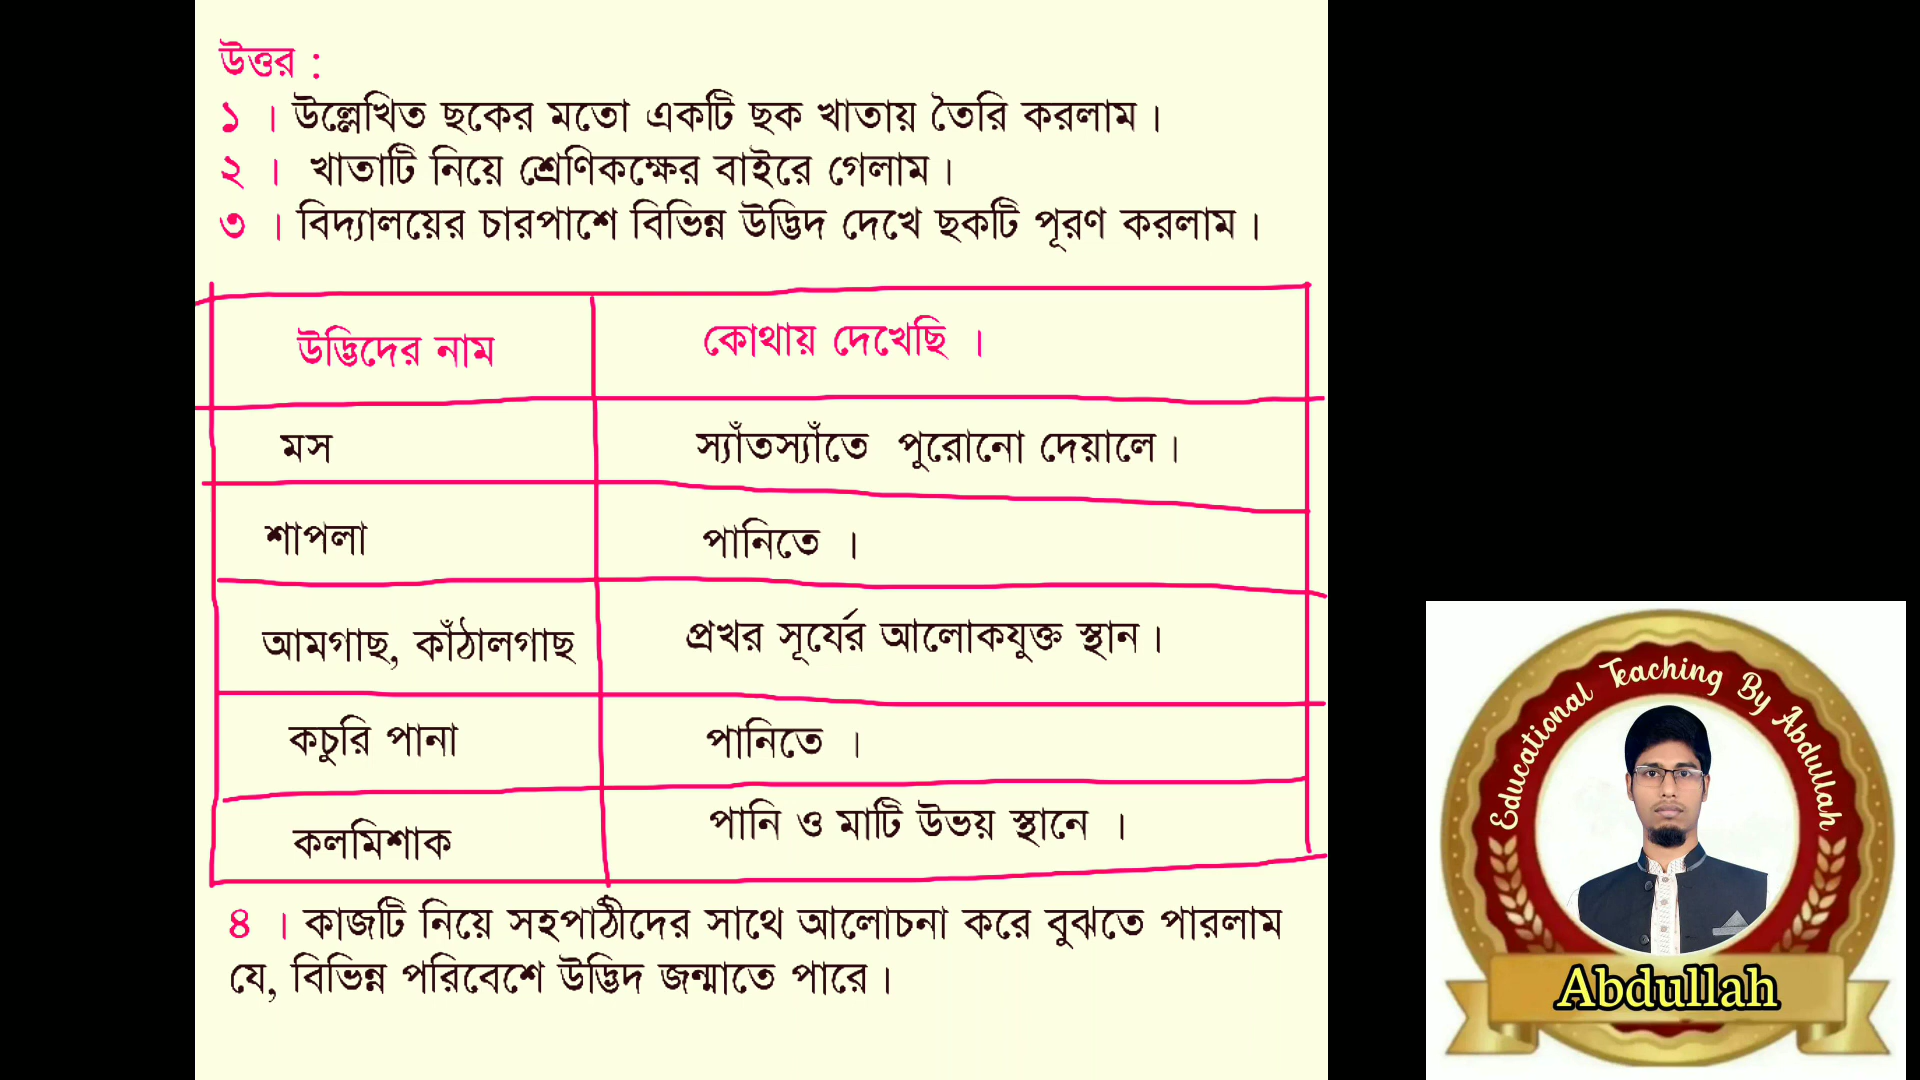 উত্তর :
১ । উল্লেখিত ছকের মতো একটি ছক খাতায় তৈরি করলাম।
২ । খাতাটি নিয়ে শ্রেণিকক্ষের বাইরে গেলাম।
৩ । বিদ্যালয়ের চারপাশে বিভিন্ন উদ্ভিদ দেখে ছকটি পূরণ করলাম।
উদ্ভিদের নাম কোথায় দেখেছি ।
মস স্যাঁতস্যাঁতে পুরোনো দেয়ালে।
শাপলা পানিতে ।
আমগাছ, কাঁঠালগাছ প্রখর সূর্যের আলোকযুক্ত স্থান।
কচুরি পানা পানিতে ।
কলমিশাক পানি ও মাটি উভয় স্থানে ।
৪ । কাজটি নিয়ে সহপাঠীদের সাথে আলোচনা করে বুঝতে পারলাম
যে, বিভিন্ন পরিবেশে উদ্ভিদ জন্মাতে পারে।
Educational Teaching By Abdullah
Abdullah